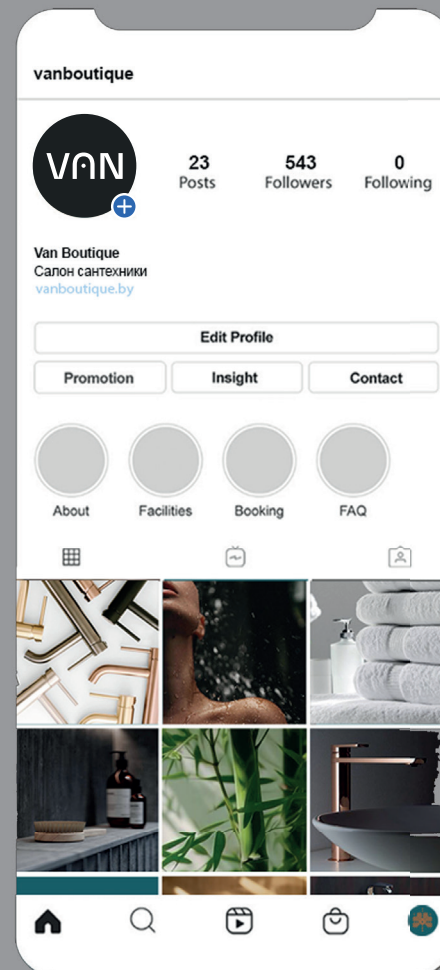 vanboutique
VAN
23
543
0
Posts
Followers
Following
Van Boutique
Салон сантехники
vanboutique.by
Edit Profile
Promotion
Insight
Contact
About
Facilities
Booking
FAQ